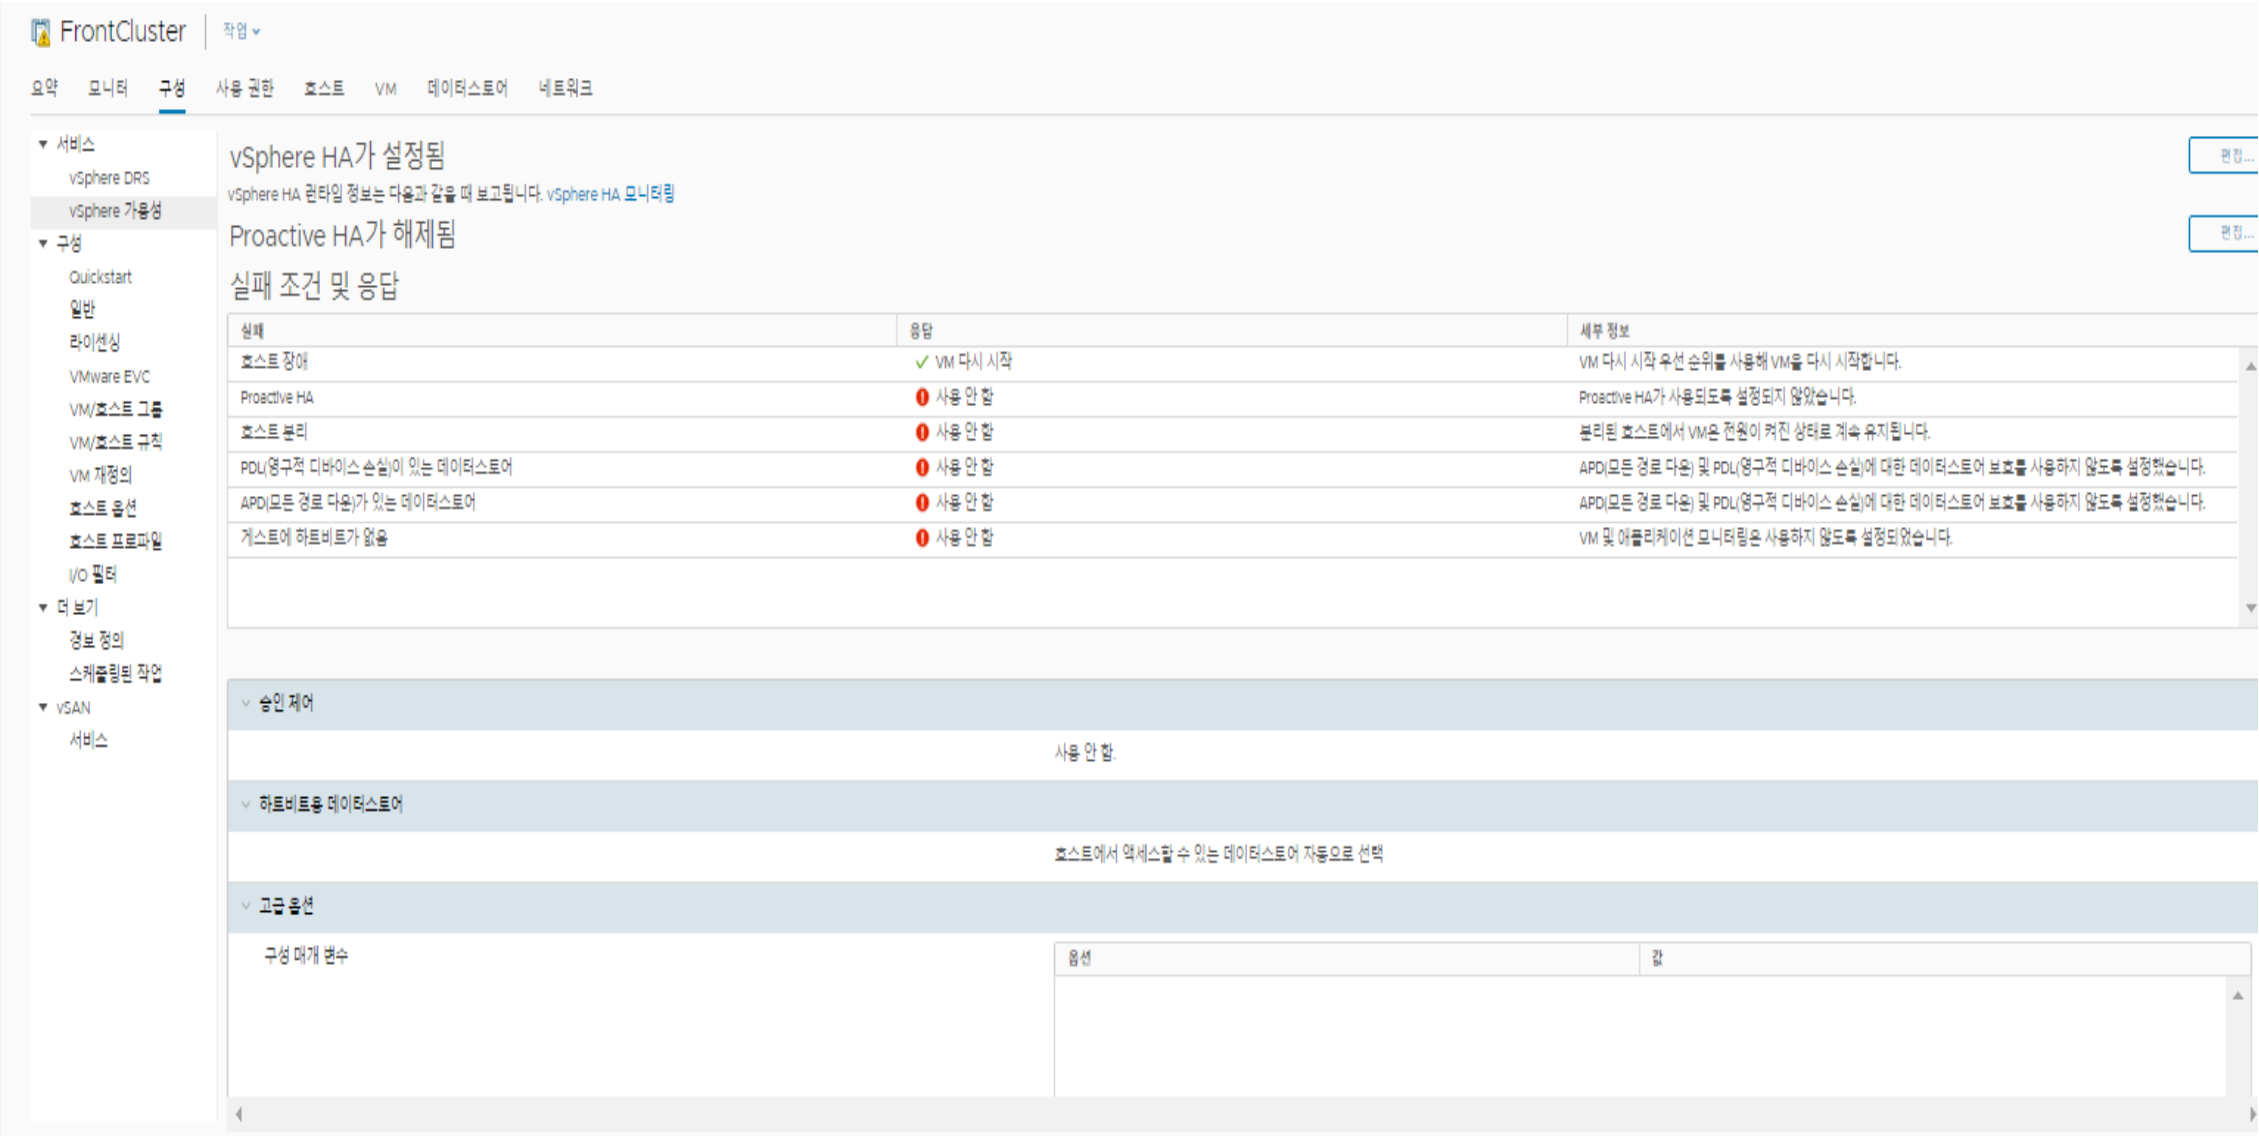 FrontCluster 작업
요약 모니터 구성 사용 권한 호스트 VM 데이터스토어 네트워크
서비스
vSphere DRS
vSphere 가용성
구성
Quickstart
일반
라이센싱
VMware EVC
VM/호스트 그룹
VM/호스트 규칙
VM 재정의
호스트 옵션
호스트 프로파일
I/O 필터
더 보기
경보 정의
스케줄링된 작업
vSAN
서비스
vSphere HA가 설정됨 편집...
vSphere HA 런타임 정보는 다음과 같을 때 보고됩니다. vSphere HA 모니터링
Proactive HA가 해제됨 편집...
실패 조건 및 응답
실패 응답 세부 정보
호스트 장애 VM 다시 시작 VM 다시 시작 우선 순위를 사용해 VM을 다시 시작합니다.
Proactive HA 사용 안 함 Proactive HA가 사용되도록 설정되지 않았습니다.
호스트 분리 사용 안 함 분리된 호스트에서 VM은 전원이 켜진 상태로 계속 유지됩니다.
PDL(영구적 디바이스 손실)이 있는 데이터스토어 사용 안 함 APD(모든 경로 다운) 및 PDL(영구적 디바이스 손실)에 대한 데이터스토어 보호를 사용하지 않도록 설정했습니다.
APD(모든 경로 다운)가 있는 데이터스토어 사용 안 함 APD(모든 경로 다운) 및 PDL(영구적 디바이스 손실)에 대한 데이터스토어 보호를 사용하지 않도록 설정했습니다.
게스트에 하트비트가 없음 사용 안 함 VM 및 애플리케이션 모니터링은 사용하지 않도록 설정되었습니다.
승인 제어
사용 안 함.
하트비트용 데이터스토어
호스트에서 액세스할 수 있는 데이터스토어 자동으로 선택
고급 옵션
구성 매개 변수 옵션 값